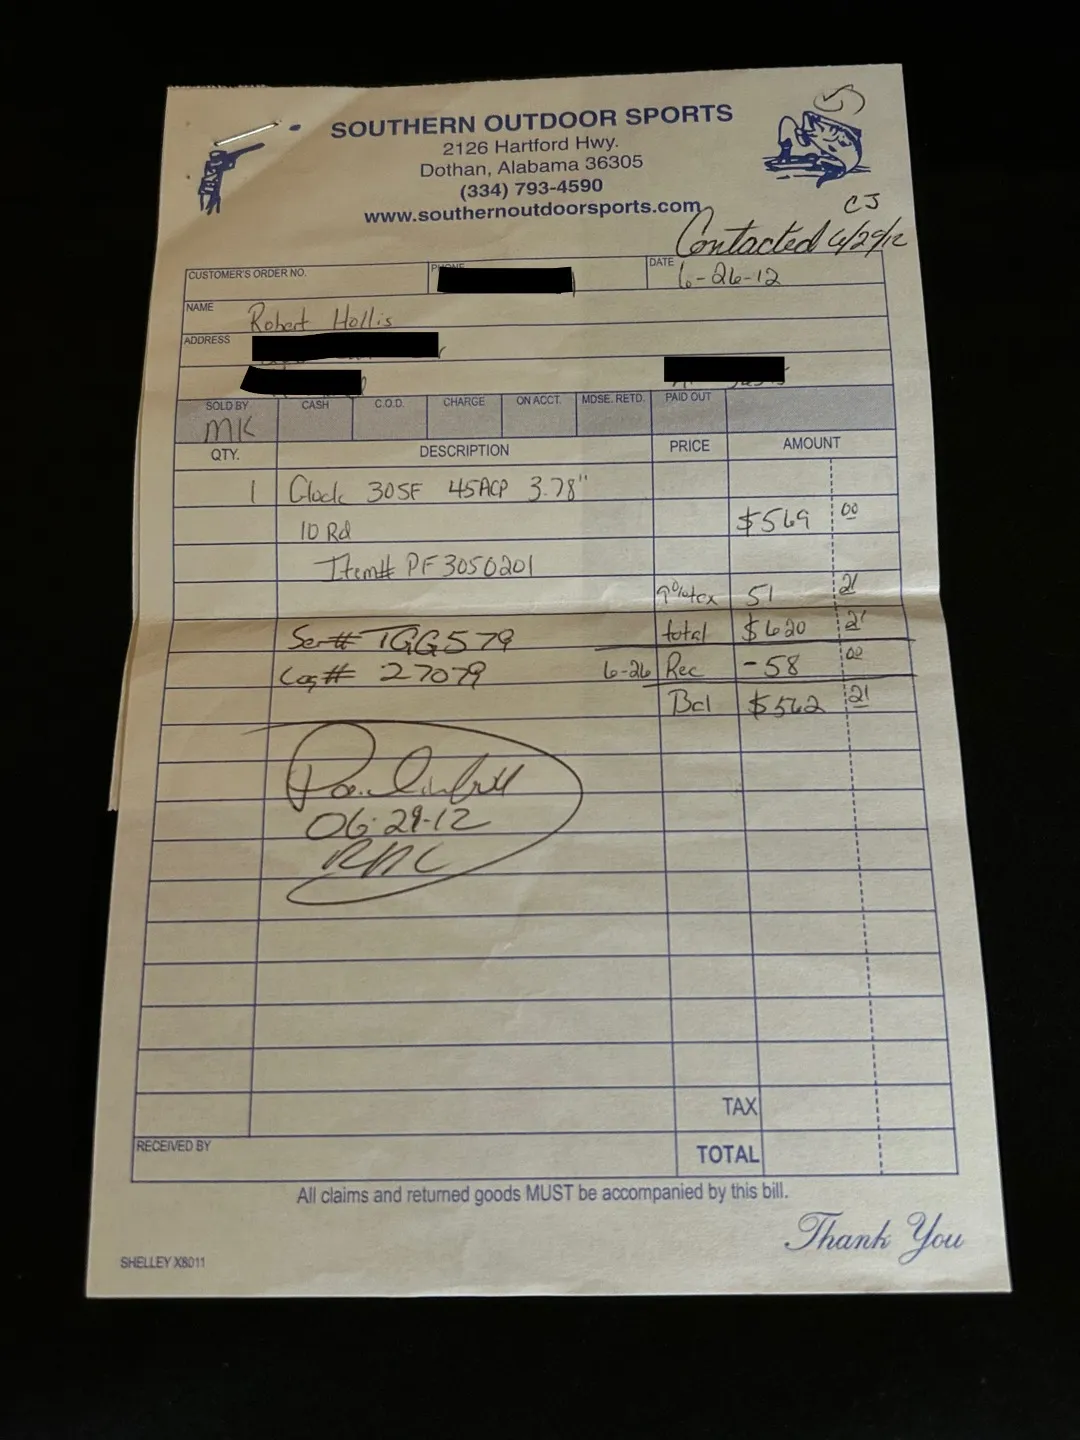 SOUTHERN OUTDOOR SPORTS
2126 Hartford Hwy.
Dothan, Alabama 36305
(334) 793-4590
www.southernoutdoorsports.com
CJ
Contacted 6/29/12
CUSTOMER'S ORDER NO.
PHONE
DATE
6-26-12
NAME
Robert Hollis
ADDRESS
SOLD BY CASH C.O.D. CHARGE ON ACCT. MDSE. RETD. PAID OUT
MK
QTY. DESCRIPTION PRICE AMOUNT
1 Glock 30SF 45ACP 3.78"
10 Rd $569 00
Item# PF3050201
9% tax 51 21
Ser# TGG579 total $620 21
Log# 27079 6-26 Rec -58 00
Bal $562 21
Paid in full
06-29-12
TAX
RECEIVED BY
TOTAL
All claims and returned goods MUST be accompanied by this bill.
Thank You
SHELLEY X8011